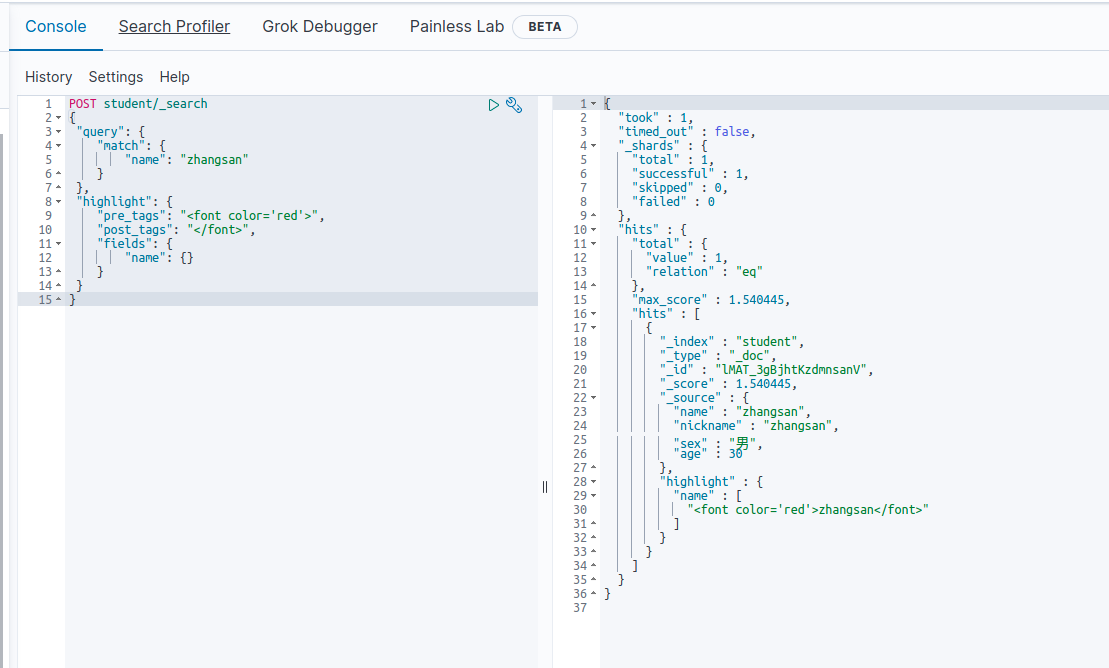 Console Search Profiler Grok Debugger Painless Lab BETA
History Settings Help
1 POST student/_search
2 {
3 "query": {
4 "match": {
5 "name": "zhangsan"
6 }
7 },
8 "highlight": {
9 "pre_tags": "<font color='red'>",
10 "post_tags": "</font>",
11 "fields": {
12 "name": {}
13 }
14 }
15 }
1 {
2 "took" : 1,
3 "timed_out" : false,
4 "_shards" : {
5 "total" : 1,
6 "successful" : 1,
7 "skipped" : 0,
8 "failed" : 0
9 },
10 "hits" : {
11 "total" : {
12 "value" : 1,
13 "relation" : "eq"
14 },
15 "max_score" : 1.540445,
16 "hits" : [
17 {
18 "_index" : "student",
19 "_type" : "_doc",
20 "_id" : "lMAT_3gBjhtKzdmnsanV",
21 "_score" : 1.540445,
22 "_source" : {
23 "name" : "zhangsan",
24 "nickname" : "zhangsan",
25 "sex" : "男",
26 "age" : 30
27 },
28 "highlight" : {
29 "name" : [
30 "<font color='red'>zhangsan</font>"
31 ]
32 }
33 }
34 ]
35 }
36 }
37